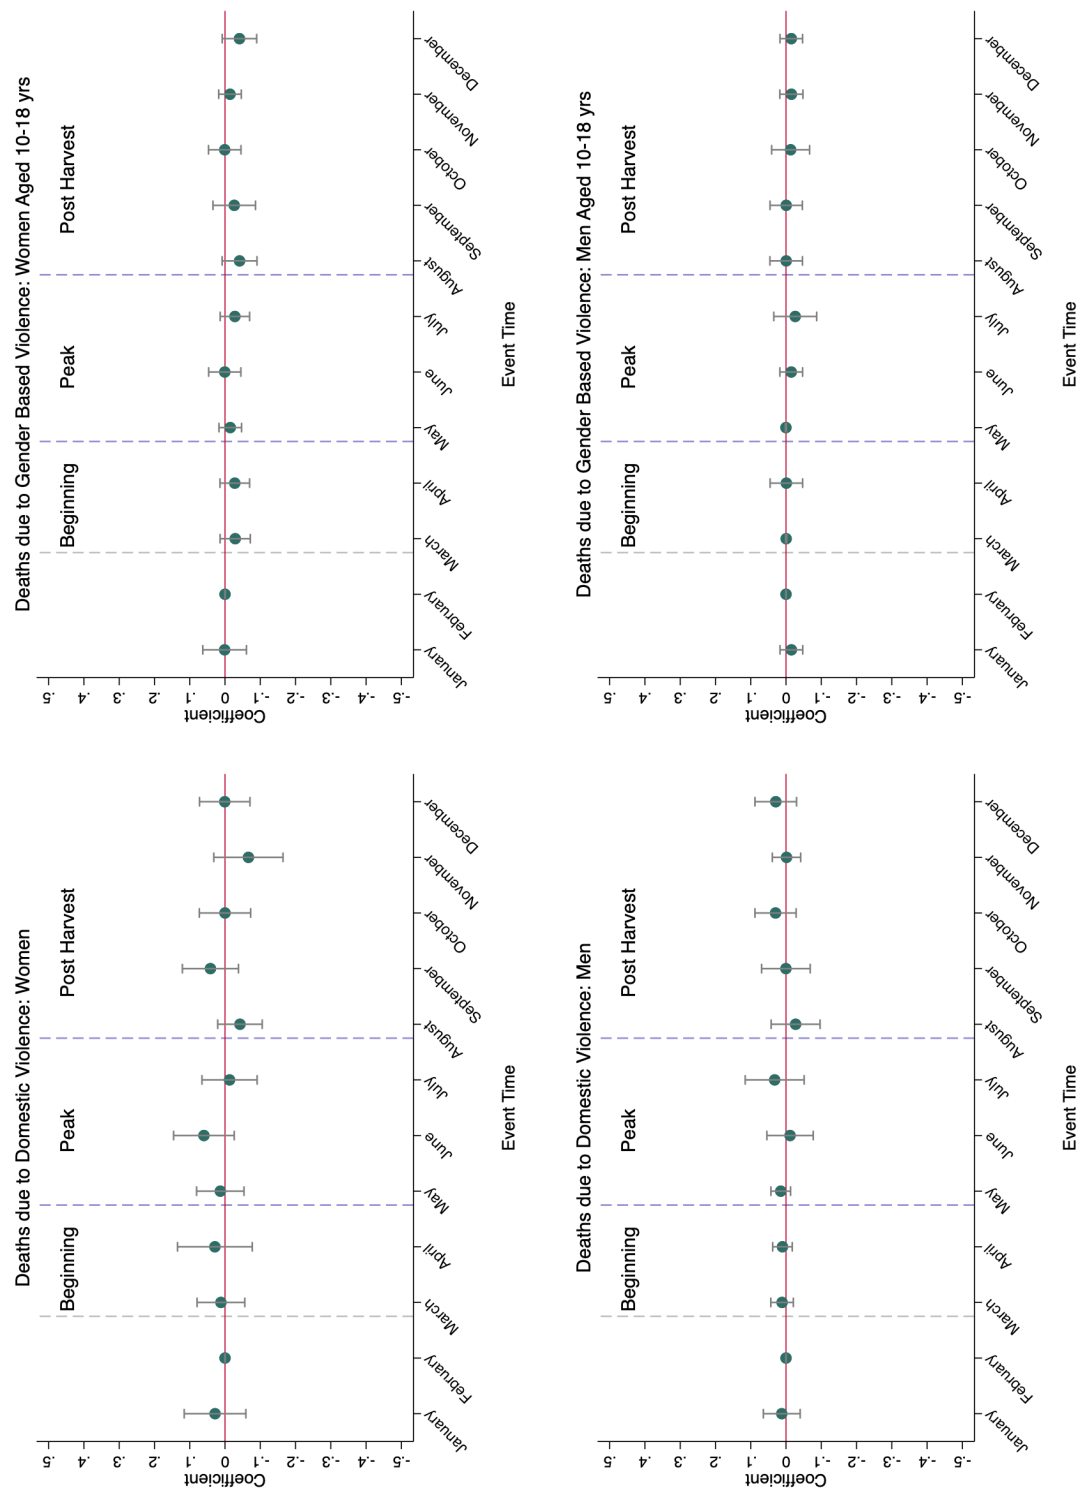 Deaths due to Domestic Violence: Women
Beginning
Peak
Post Harvest
Coefficient
.5
.4
.3
.2
.1
0
-.1
-.2
-.3
-.4
-.5
January
February
March
April
May
June
July
August
September
October
November
December
Event Time
Deaths due to Gender Based Violence: Women Aged 10-18 yrs
Beginning
Peak
Post Harvest
Coefficient
.5
.4
.3
.2
.1
0
-.1
-.2
-.3
-.4
-.5
January
February
March
April
May
June
July
August
September
October
November
December
Event Time
Deaths due to Domestic Violence: Men
Beginning
Peak
Post Harvest
Coefficient
.5
.4
.3
.2
.1
0
-.1
-.2
-.3
-.4
-.5
January
February
March
April
May
June
July
August
September
October
November
December
Event Time
Deaths due to Gender Based Violence: Men Aged 10-18 yrs
Beginning
Peak
Post Harvest
Coefficient
.5
.4
.3
.2
.1
0
-.1
-.2
-.3
-.4
-.5
January
February
March
April
May
June
July
August
September
October
November
December
Event Time